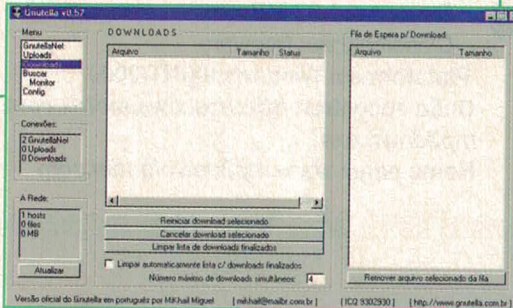 Gnutella v0.57
Menu
GnutellaNet
Uploads
Downloads
Buscar
Monitor
Config.
Conexões:
2 GnutellaNet
0 Uploads
0 Downloads
A Rede:
1 hosts
0 files
0 MB
Atualizar
DOWNLOADS
Arquivo Tamanho Status
Reiniciar download selecionado
Cancelar download selecionado
Limpar lista de downloads finalizados
Limpar automaticamente lista c/ downloads finalizados
Número máximo de downloads simultâneos: 4
Fila de Espera p/ Download:
Arquivo Tamanho
Retrover arquivo selecionado da fila
Versão oficial do Gnutella em português por Mikhail Miguel [ mikhail@mailbr.com.br ] [ ICQ 9302930 ] [ http://www.gnutella.com.br